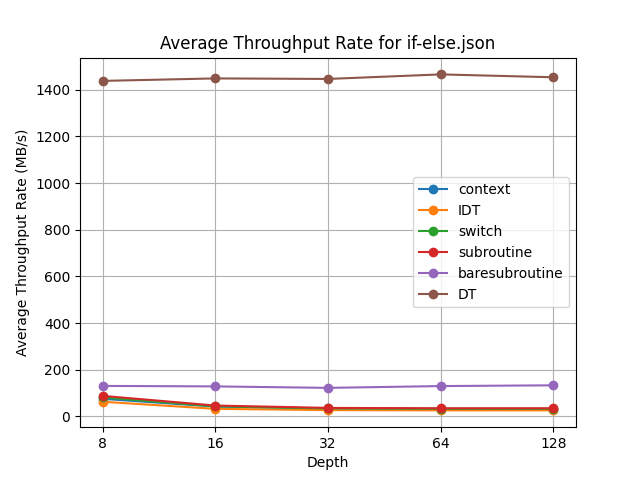 Average Throughput Rate for if-else.json
Average Throughput Rate (MB/s)
1400
1200
1000
800
600
400
200
0
context
IDT
switch
subroutine
baresubroutine
DT
8
16
32
64
128
Depth